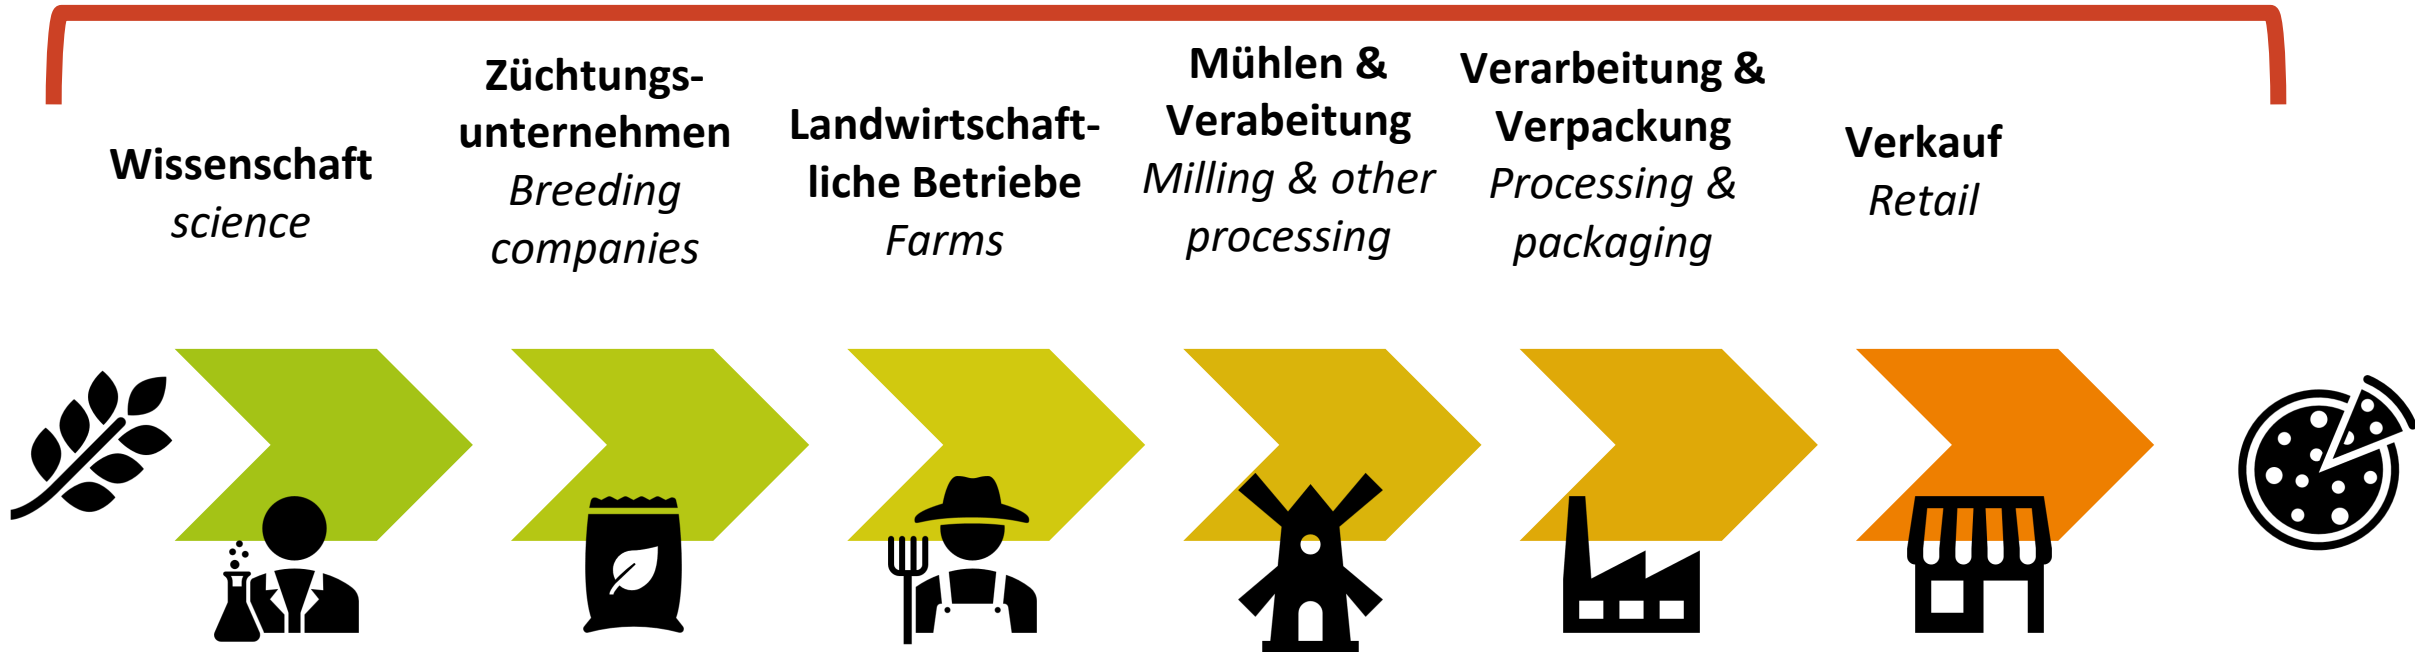 Wissenschaft
science
Züchtungs-
unternehmen
Breeding
companies
Landwirtschaft-
liche Betriebe
Farms
Mühlen &
Verabeitung
Milling & other
processing
Verarbeitung &
Verpackung
Processing &
packaging
Verkauf
Retail